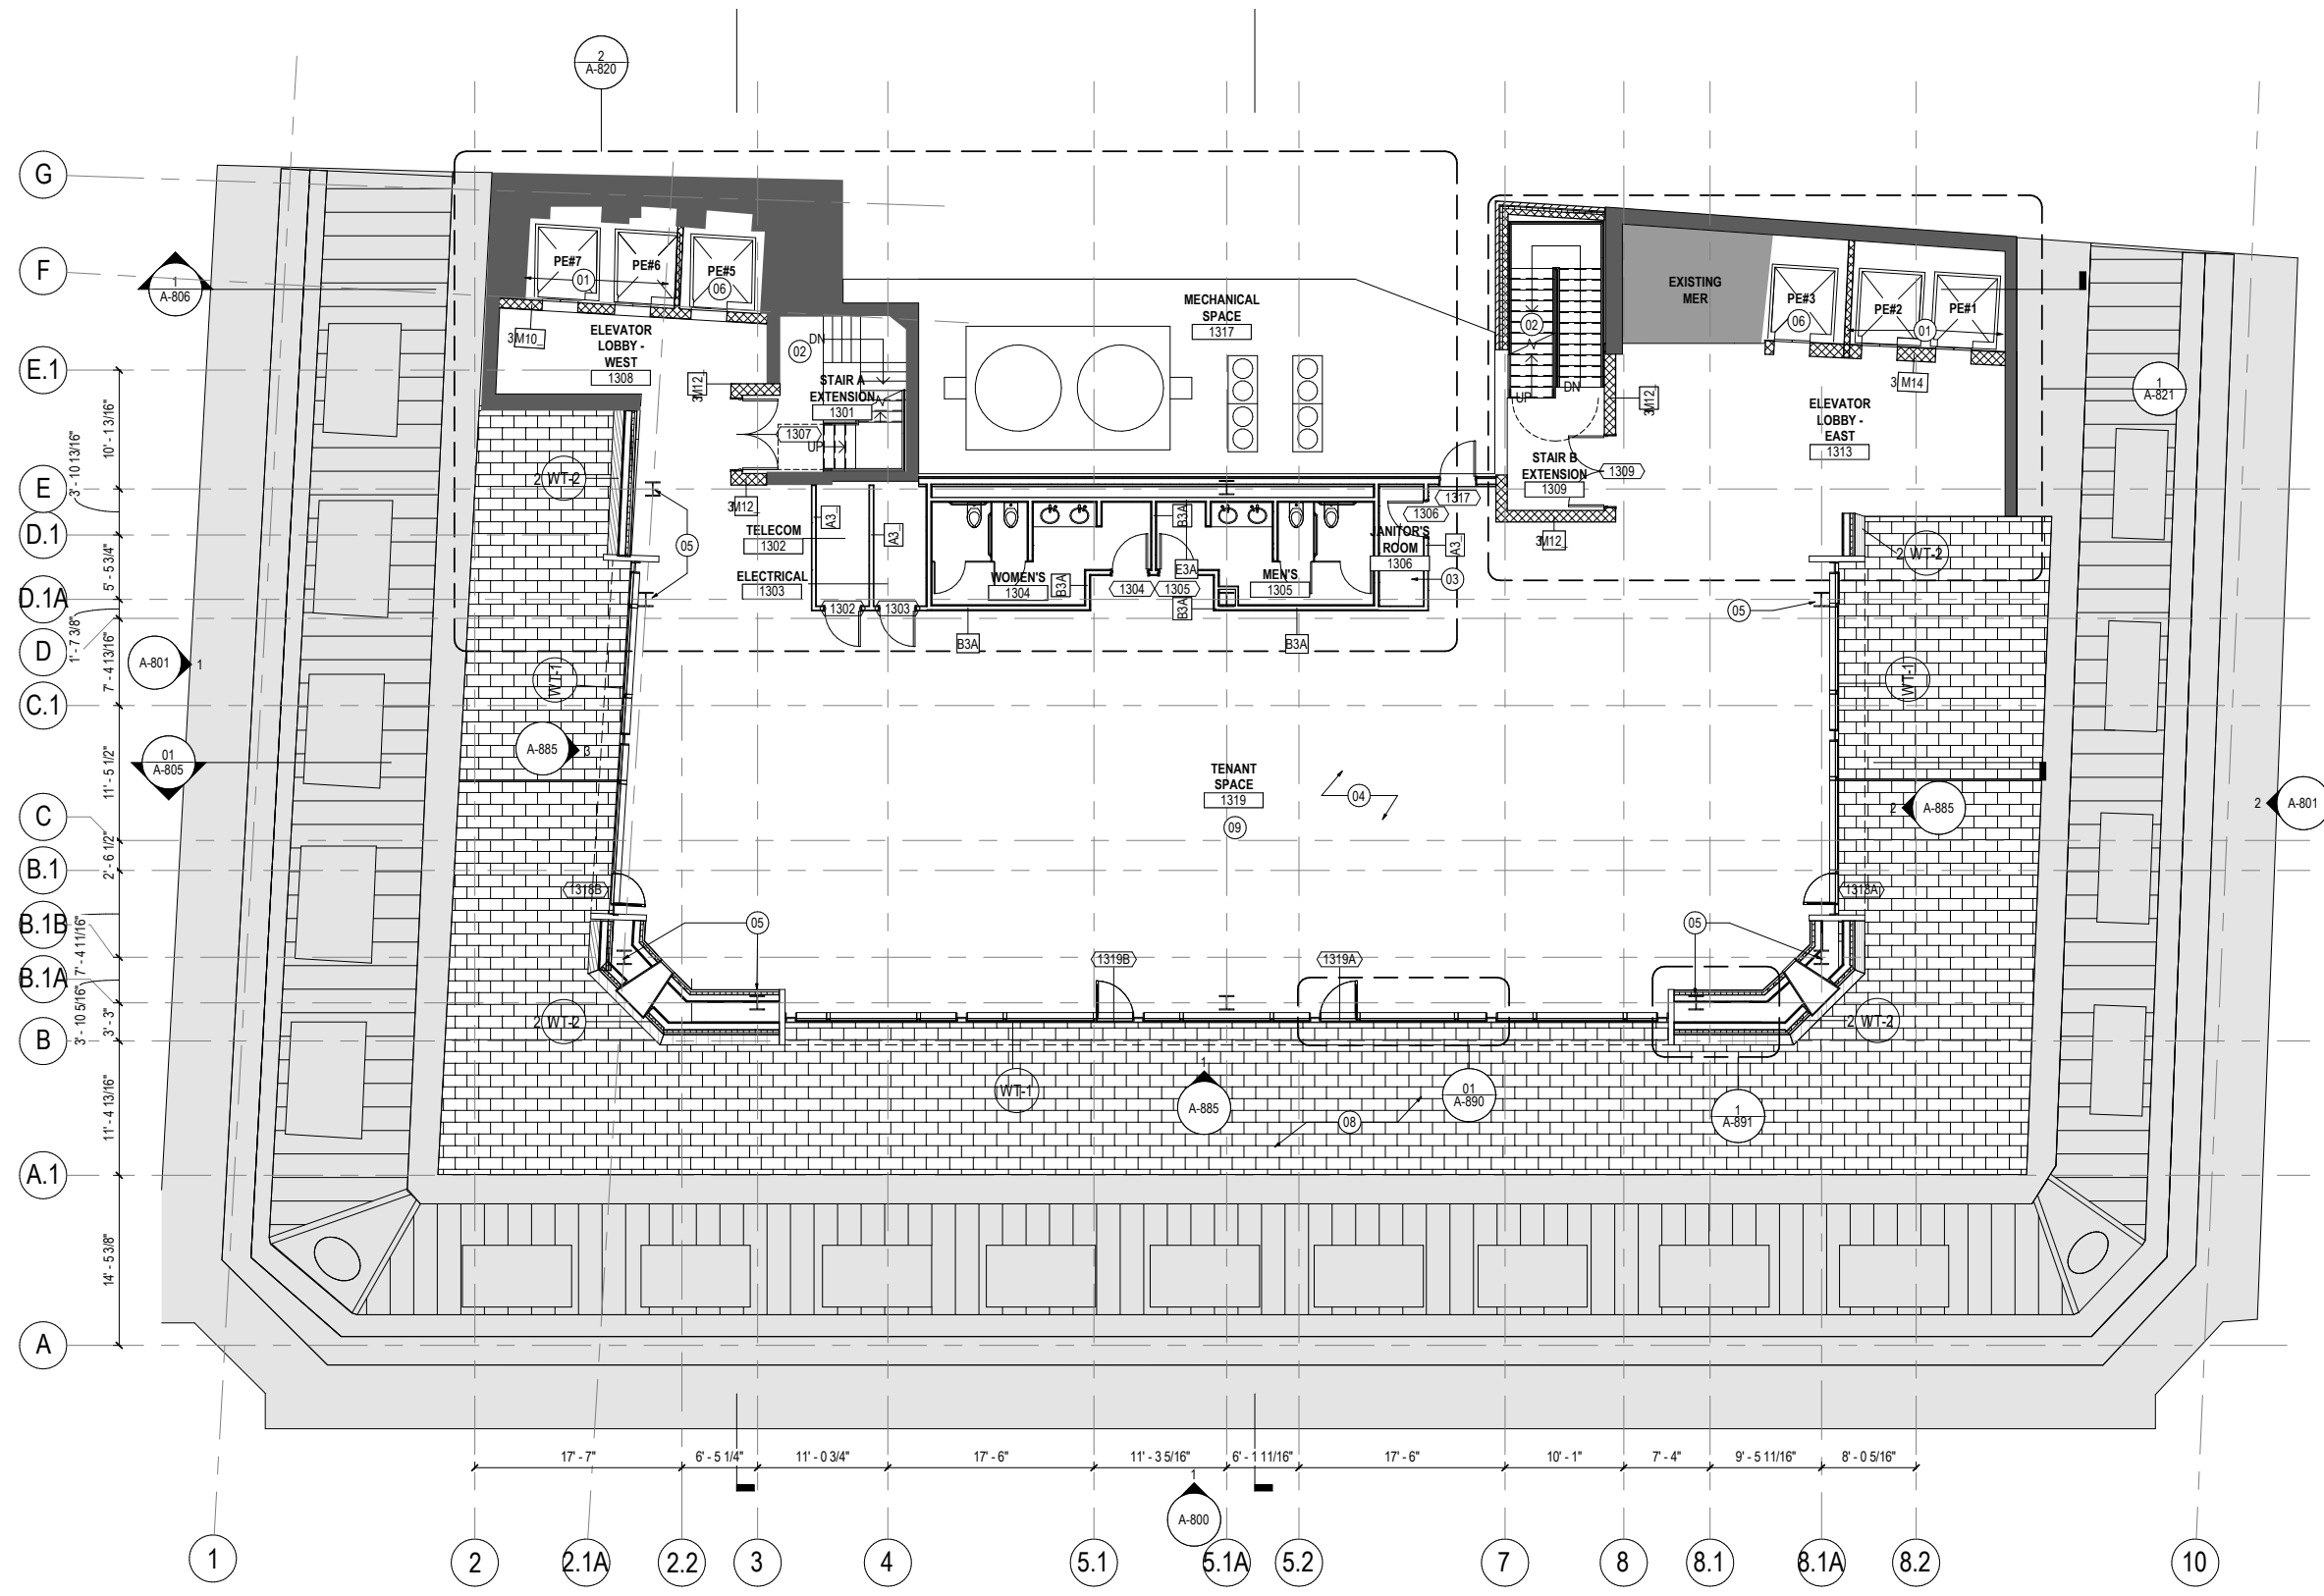 2
A-820
G
F
E.1
E
D.1
D.1A
D
C.1
C
B.1
B.1B
B.1A
B
A.1
A
10' - 1 3/16"
3' - 10 13/16"
5' - 5 3/4"
1' - 7 3/8"
7' - 4 13/16"
11' - 5 1/2"
2' - 6 1/2"
7' - 4 11/16"
3' - 10 5/16"
3' - 3"
11' - 4 13/16"
14' - 5 3/8"
1
A-806
A-801
1
01
A-805
PE#7
PE#6
PE#5
01
06
3M10_
ELEVATOR
LOBBY -
WEST
1308
3M12_
02
DN
STAIR A
EXTENSION
1301
1307
UP
3M12_
MECHANICAL
SPACE
1317
02
UP
DN
STAIR B
EXTENSION
1309
1309
3M12_
3M12_
EXISTING
MER
PE#3
06
PE#2
PE#1
01
3 M14_
ELEVATOR
LOBBY -
EAST
1313
1
A-821
2 WT-2
05
TELECOM
1302
ELECTRICAL
1303
A3_
A3_
1302
1303
WOMEN'S
1304
B3A
B3A
E3A
1304
1305
B3A
MEN'S
1305
B3A
B3A
1317
1306
JANITOR'S
ROOM
1306
A3_
03
2 WT-2
05
WT-1
WT-1
A-885
3
TENANT
SPACE
1319
04
09
2
A-885
2
A-801
1318B
1318A
05
05
1319B
1319A
2 WT-2
2 WT-2
WT-1
1
A-885
01
A-890
1
A-891
08
17' - 7"
6' - 5 1/4"
11' - 0 3/4"
17' - 6"
11' - 3 5/16"
6' - 1 11/16"
17' - 6"
10' - 1"
7' - 4"
9' - 5 11/16"
8' - 0 5/16"
1
A-800
1
2
2.1A
2.2
3
4
5.1
5.1A
5.2
7
8
8.1
8.1A
8.2
10